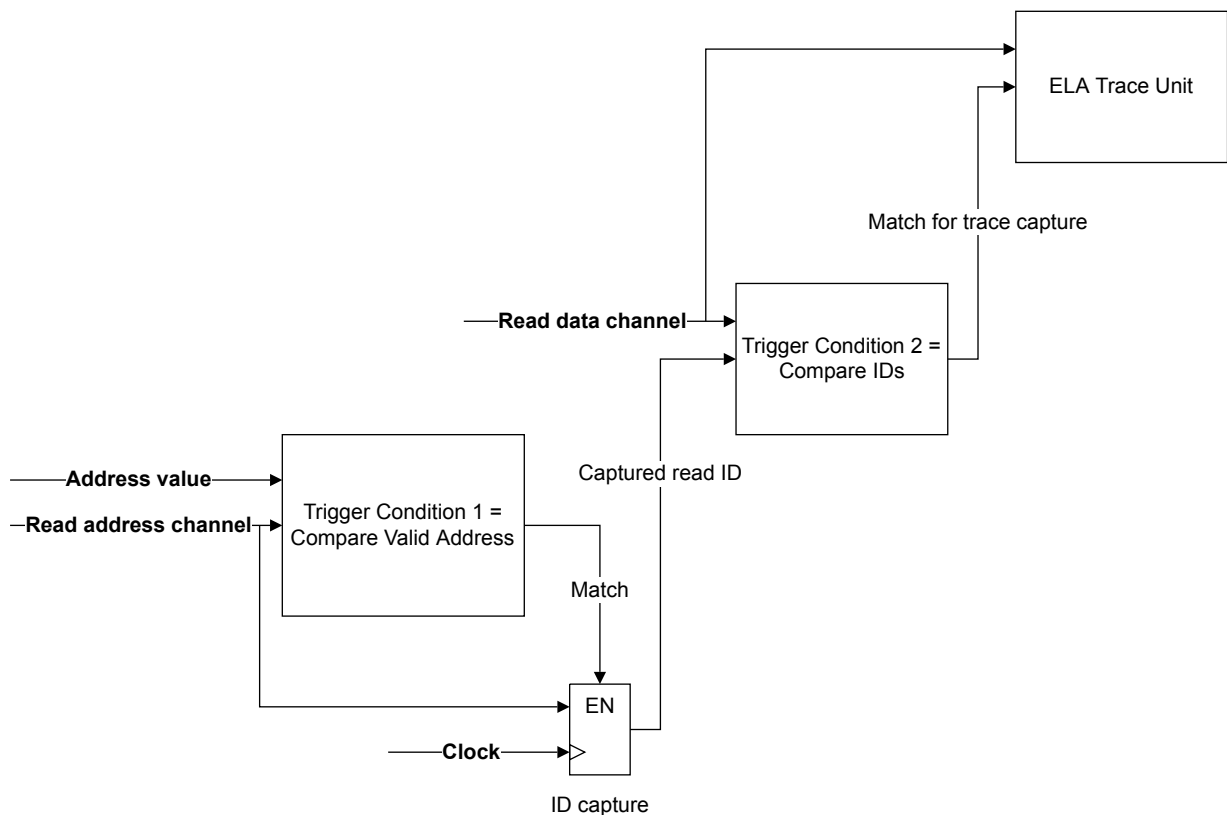 ELA Trace Unit
Match for trace capture
Read data channel
Trigger Condition 2 =
Compare IDs
Captured read ID
Address value
Read address channel
Trigger Condition 1 =
Compare Valid Address
Match
EN
Clock
ID capture